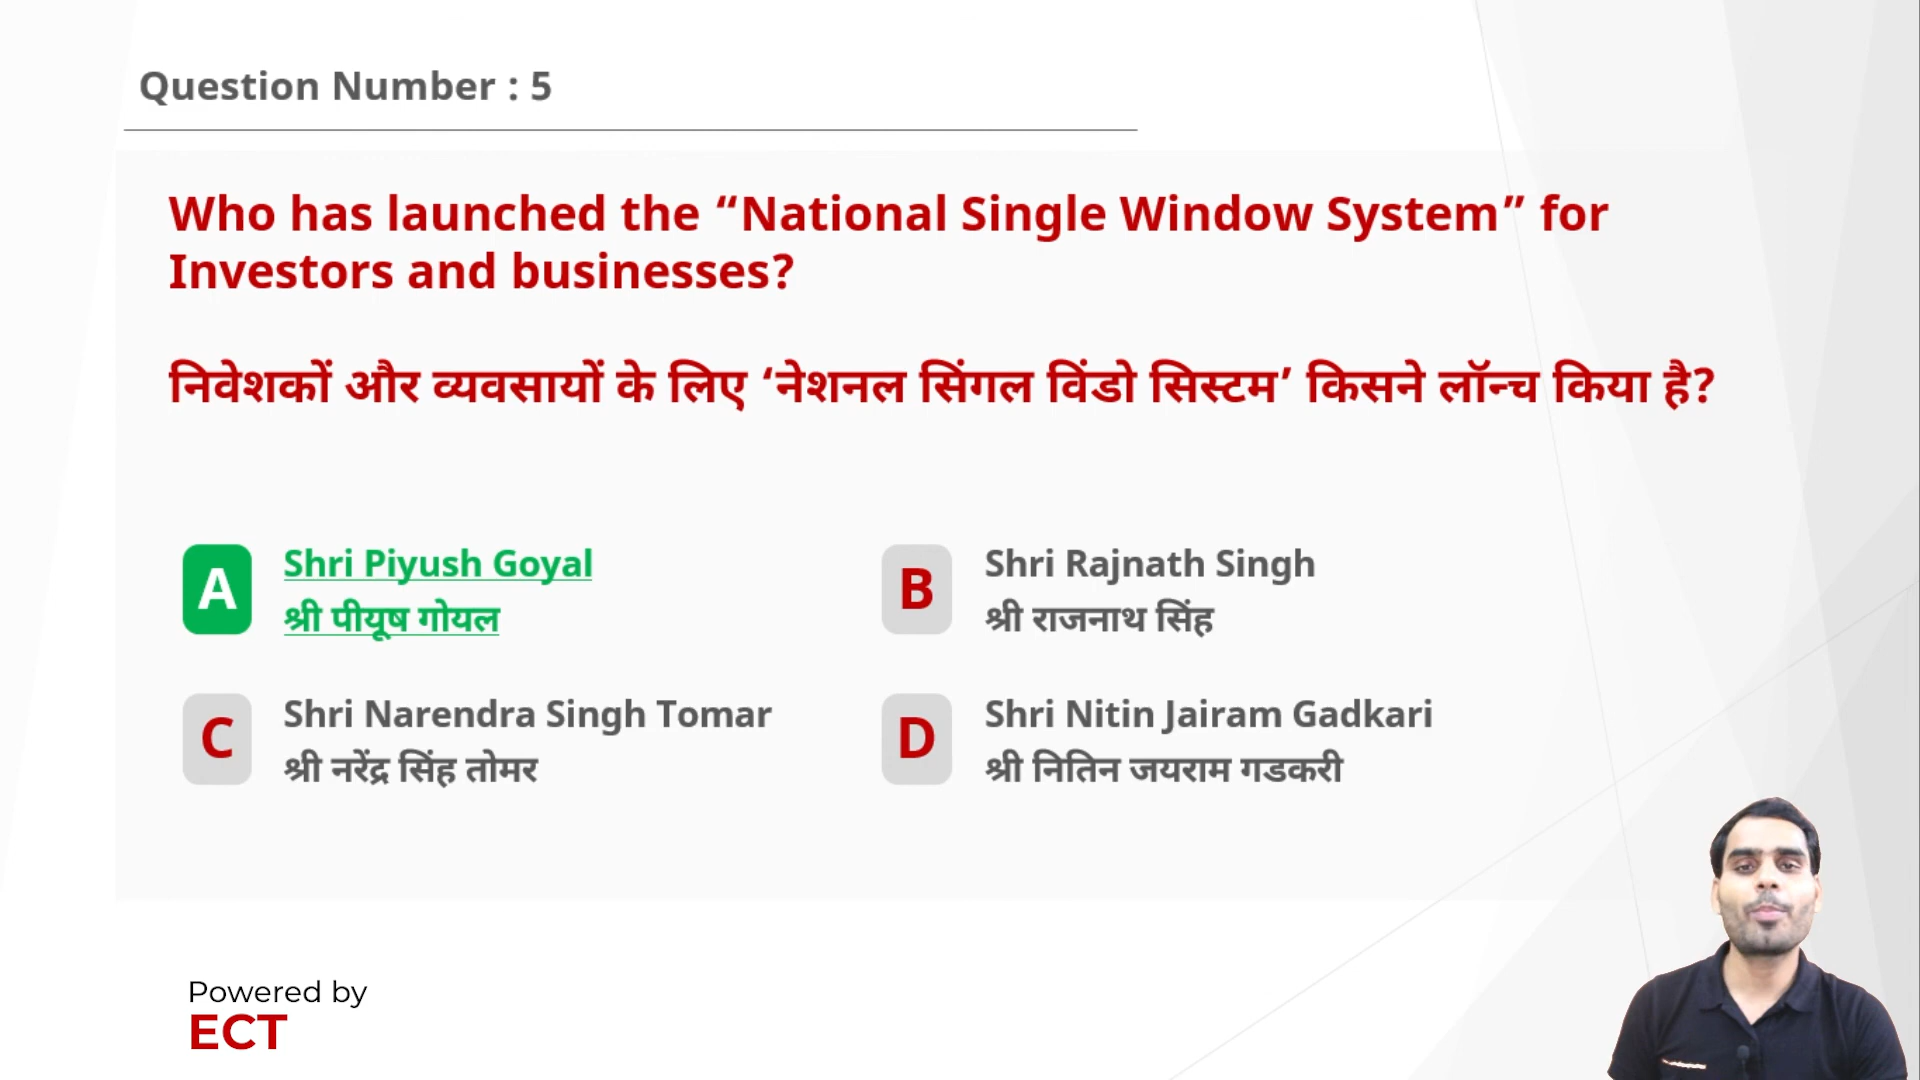 Question Number : 5
Who has launched the “National Single Window System” for
Investors and businesses?
निवेशकों और व्यवसायों के लिए ‘नेशनल सिंगल विंडो सिस्टम’ किसने लॉन्च किया है?
A
Shri Piyush Goyal
श्री पीयूष गोयल
B
Shri Rajnath Singh
श्री राजनाथ सिंह
C
Shri Narendra Singh Tomar
श्री नरेंद्र सिंह तोमर
D
Shri Nitin Jairam Gadkari
श्री नितिन जयराम गडकरी
Powered by
ECT